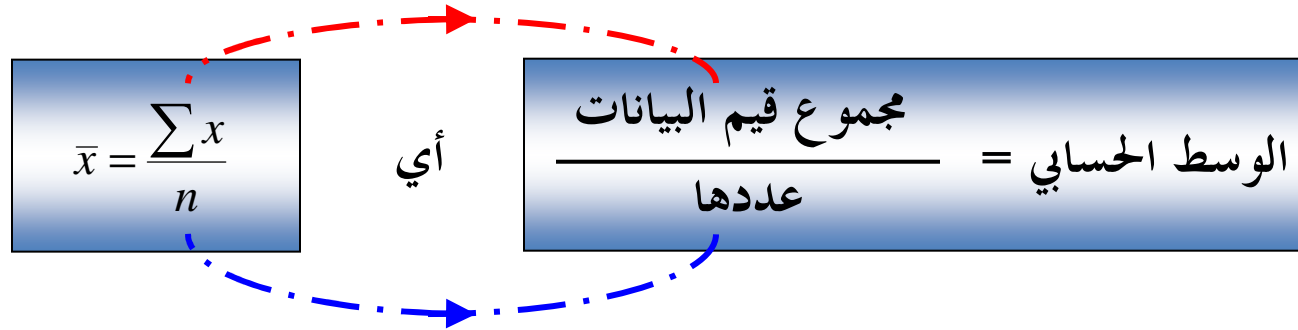 الوسط الحسابي = مجموع قيم البيانات / عددها
أي
x̄ = ∑x / n